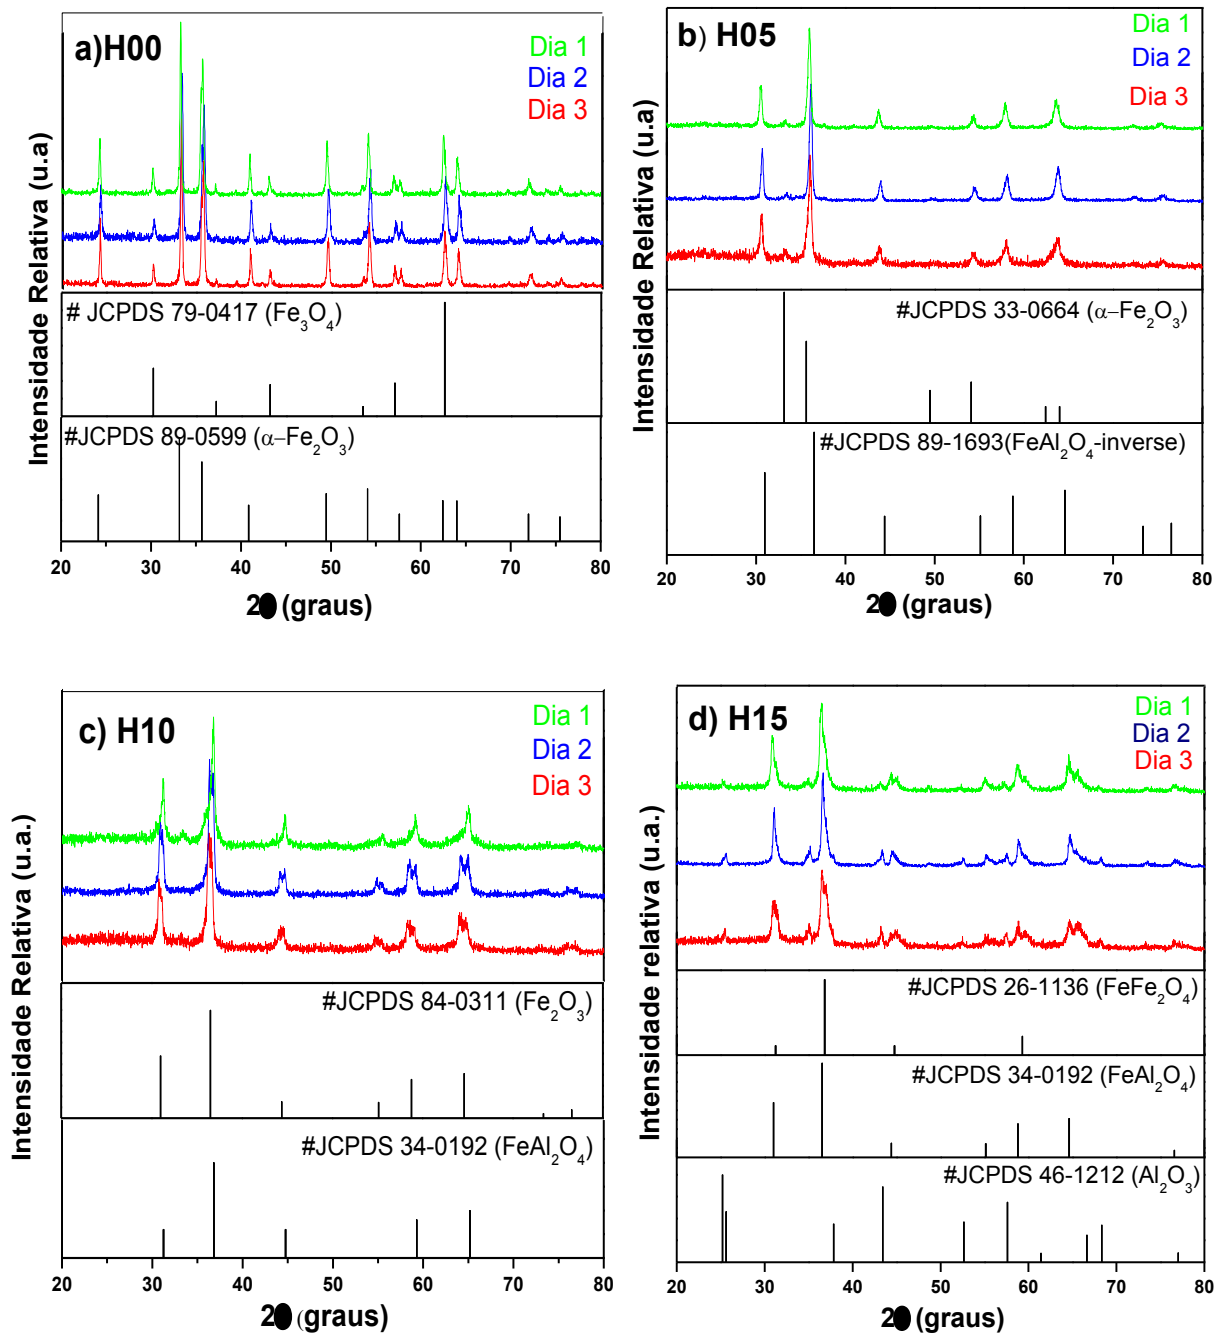 a)H00
Dia 1
Dia 2
Dia 3
Intensidade Relativa (u.a)
# JCPDS 79-0417 (Fe3O4)
#JCPDS 89-0599 (α–Fe2O3)
20 30 40 50 60 70 80
2 (graus)
b) H05
Dia 1
Dia 2
Dia 3
Intensidade Relativa (u.a)
#JCPDS 33-0664 (α–Fe2O3)
#JCPDS 89-1693(FeAl2O4-inverse)
20 30 40 50 60 70 80
2 (graus)
c) H10
Dia 1
Dia 2
Dia 3
Intensidade Relativa (u.a.)
#JCPDS 84-0311 (Fe2O3)
#JCPDS 34-0192 (FeAl2O4)
20 30 40 50 60 70 80
2 (graus)
d) H15
Dia 1
Dia 2
Dia 3
Intensidade relativa (u.a.)
#JCPDS 26-1136 (FeFe2O4)
#JCPDS 34-0192 (FeAl2O4)
#JCPDS 46-1212 (Al2O3)
20 30 40 50 60 70 80
2 (graus)